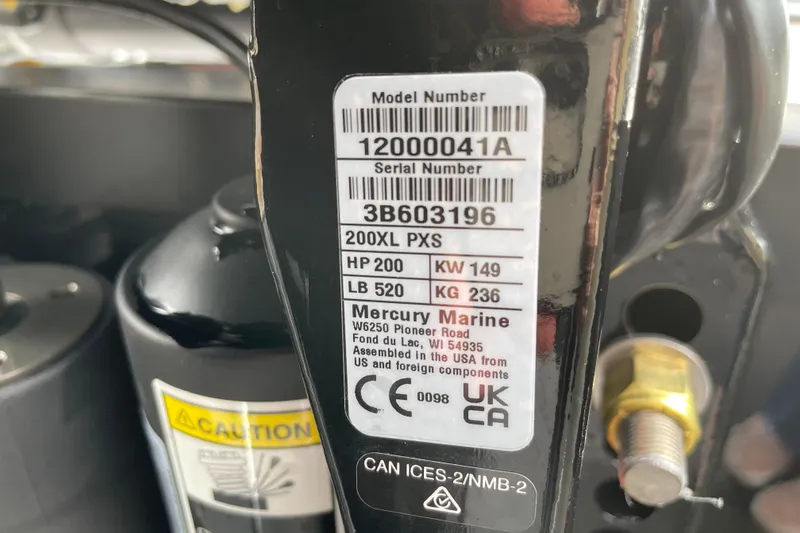 Model Number
12000041A
Serial Number
3B603196
200XL PXS
HP 200 KW 149
LB 520 KG 236
Mercury Marine
W6250 Pioneer Road
Fond du Lac, WI 54935
Assembled in the USA from
US and foreign components
CE 0098 UK
CA
CAUTION
CAN ICES-2/NMB-2